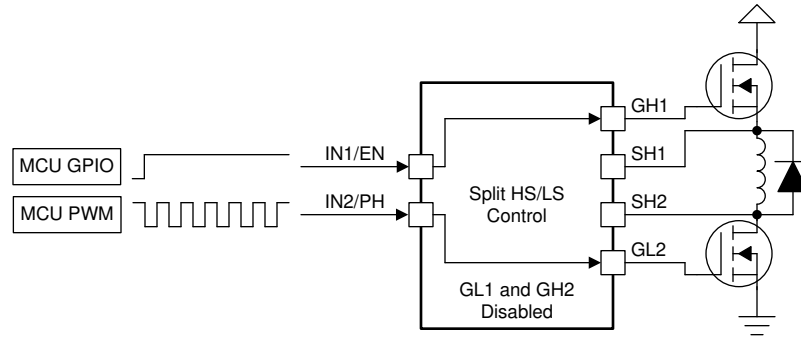 MCU GPIO
IN1/EN
GH1
SH1
MCU PWM
IN2/PH
Split HS/LS
Control
SH2
GL2
GL1 and GH2
Disabled